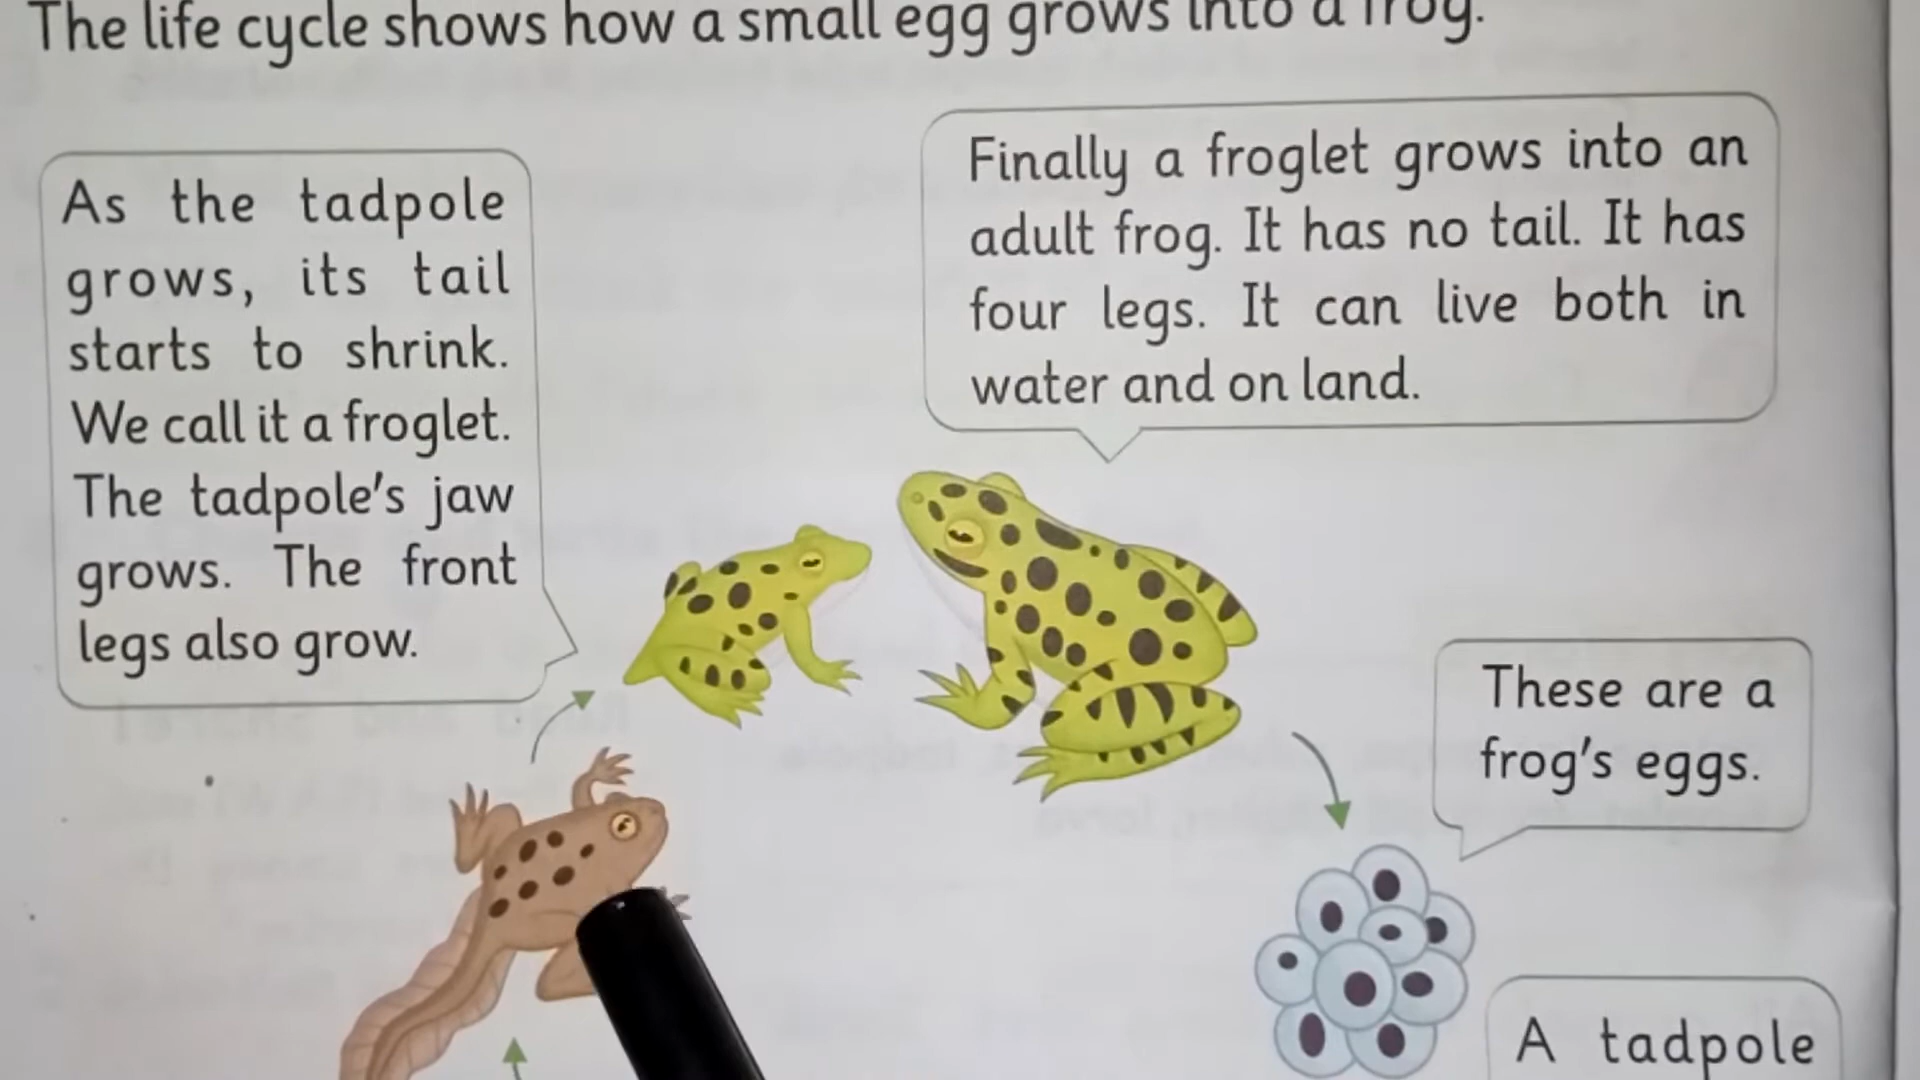 The life cycle shows how a small egg grows into a frog.
As the tadpole
grows, its tail
starts to shrink.
We call it a froglet.
The tadpole's jaw
grows. The front
legs also grow.
Finally a froglet grows into an
adult frog. It has no tail. It has
four legs. It can live both in
water and on land.
These are a
frog's eggs.
A tadpole